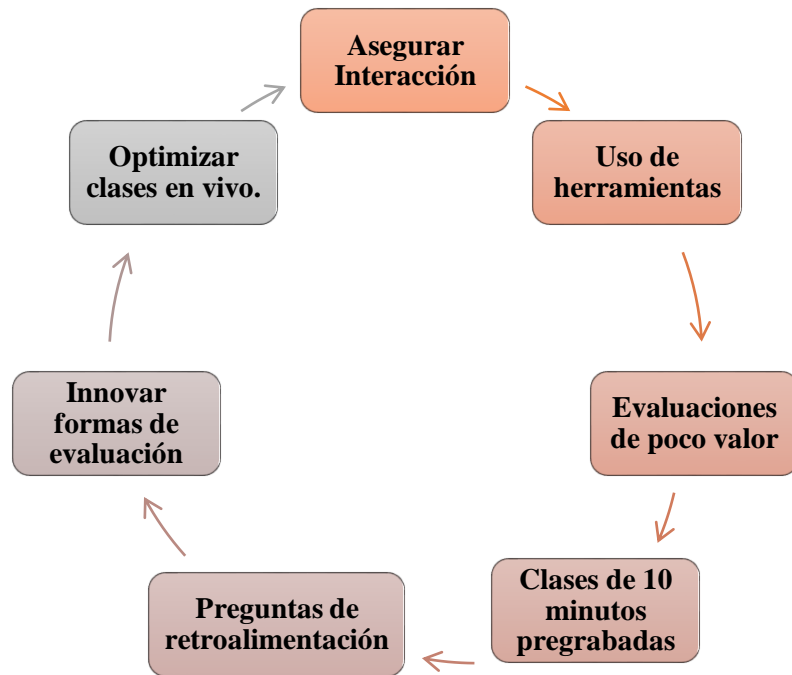 Asegurar
Interacción
Uso de
herramientas
Evaluaciones
de poco valor
Clases de 10
minutos
pregrabadas
Preguntas de
retroalimentación
Innovar
formas de
evaluación
Optimizar
clases en vivo.